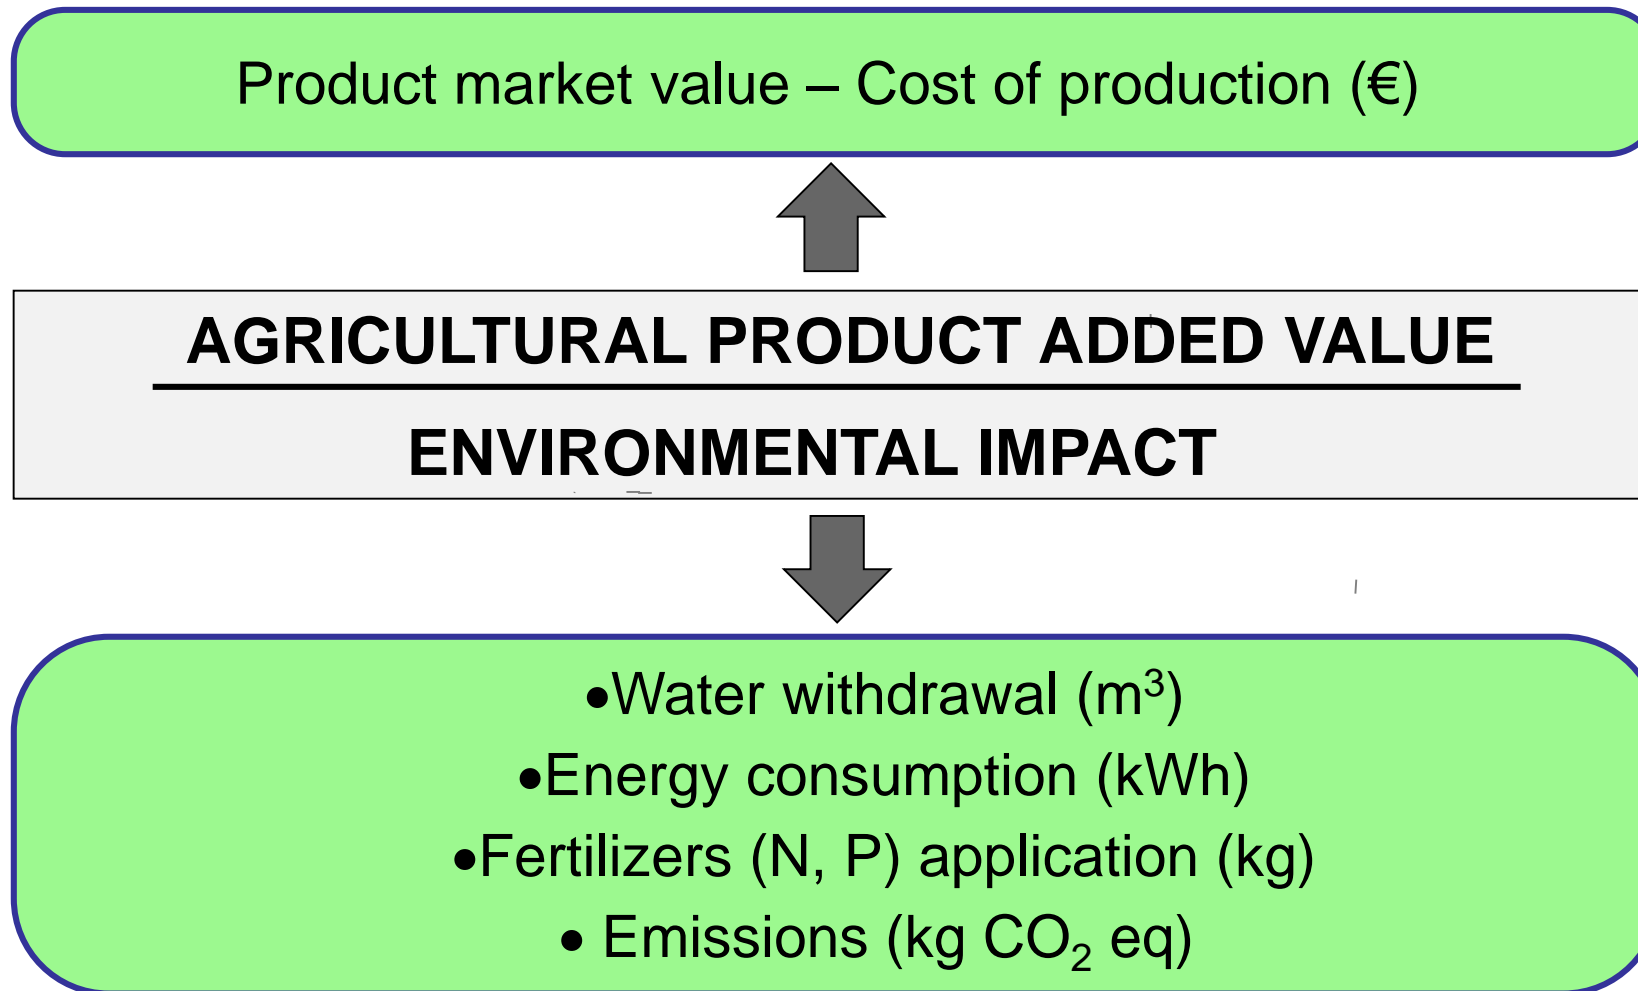 Product market value – Cost of production (€)
AGRICULTURAL PRODUCT ADDED VALUE
ENVIRONMENTAL IMPACT
•Water withdrawal (m³)
•Energy consumption (kWh)
•Fertilizers (N, P) application (kg)
• Emissions (kg CO₂ eq)